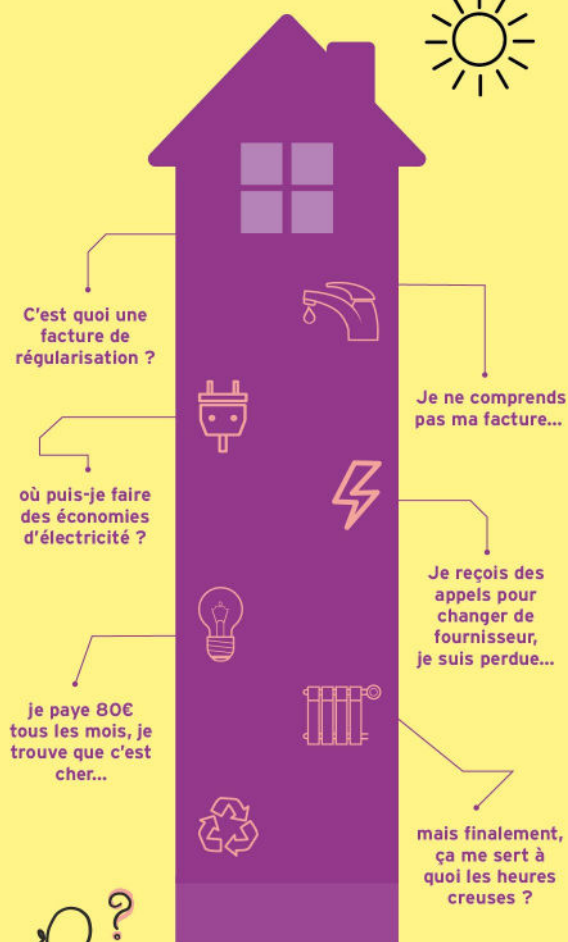 C'est quoi une
facture de
régularisation ?
Je ne comprends
pas ma facture...
où puis-je faire
des économies
d'électricité ?
Je reçois des
appels pour
changer de
fournisseur,
je suis perdue...
je paye 80€
tous les mois, je
trouve que c'est
cher...
mais finalement,
ça me sert à
quoi les heures
creuses ?
?